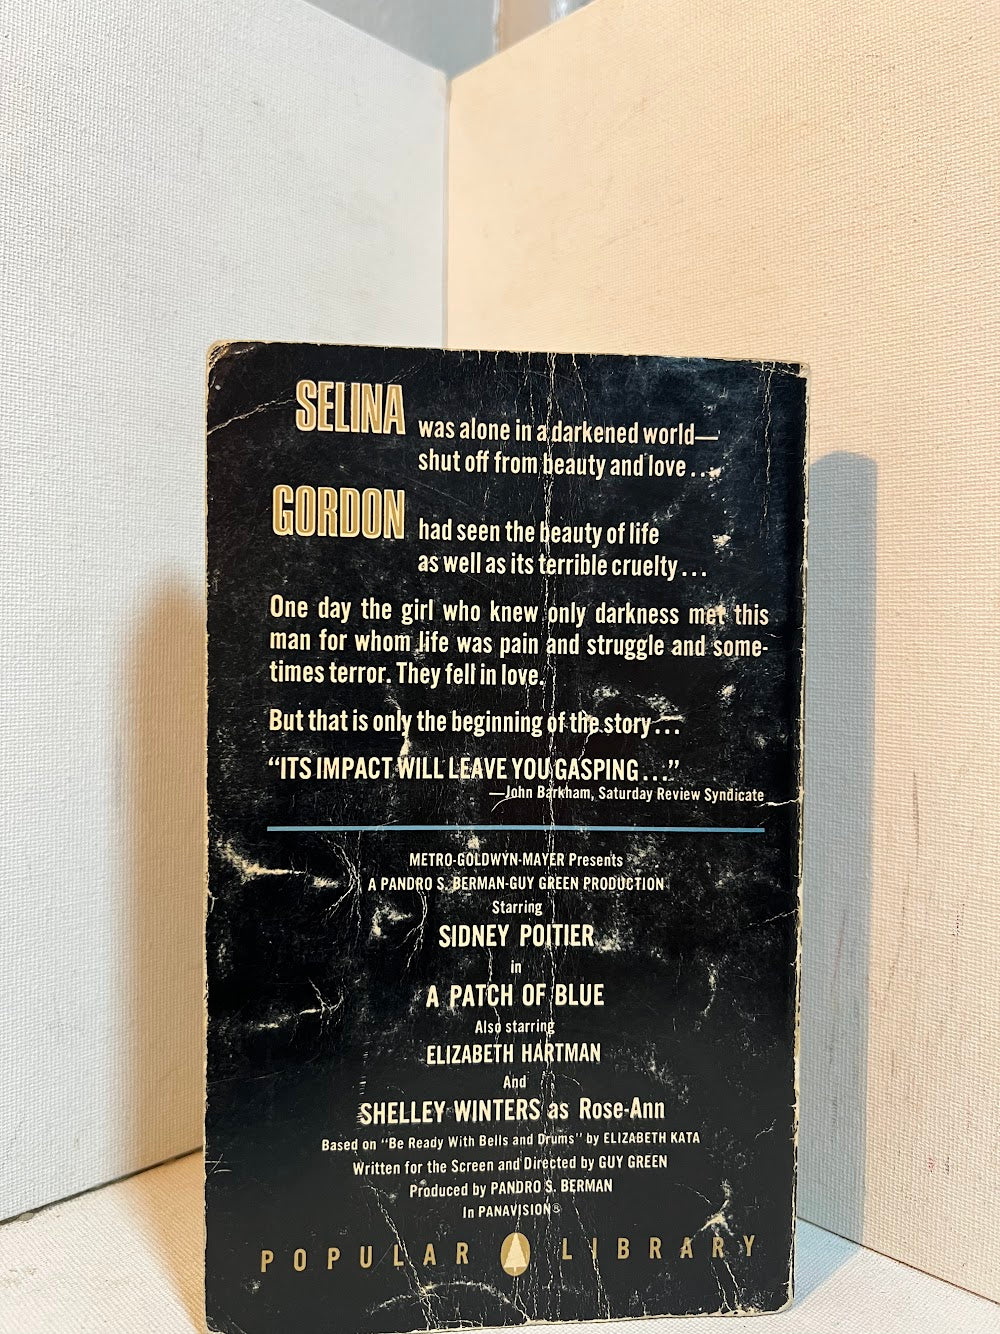 SELINA was alone in a darkened world—
shut off from beauty and love...
GORDON had seen the beauty of life
as well as its terrible cruelty...
One day the girl who knew only darkness met this
man for whom life was pain and struggle and some-
times terror. They fell in love.
But that is only the beginning of the story...
“ITS IMPACT WILL LEAVE YOU GASPING...”
—John Barkham, Saturday Review Syndicate
METRO-GOLDWYN-MAYER Presents
A PANDRO S. BERMAN-GUY GREEN PRODUCTION
Starring
SIDNEY POITIER
in
A PATCH OF BLUE
Also starring
ELIZABETH HARTMAN
And
SHELLEY WINTERS as Rose-Ann
Based on “Be Ready With Bells and Drums” by ELIZABETH KATA
Written for the Screen and Directed by GUY GREEN
Produced by PANDRO S. BERMAN
In PANAVISION®
POPULAR LIBRARY